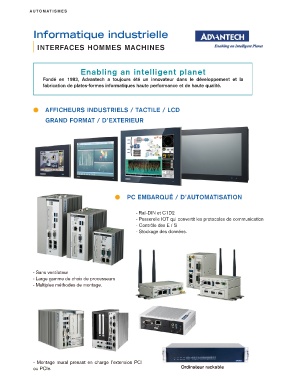 AUTOMATISMES
Informatique industrielle
INTERFACES HOMMES MACHINES
ADVANTECH
Enabling an Intelligent Planet
Enabling an intelligent planet
Fondé en 1983, Advantech a toujours été un innovateur dans le développement et la
fabrication de plates-formes informatiques haute performance et de haute qualité.
AFFICHEURS INDUSTRIELS / TACTILE / LCD
GRAND FORMAT / D'EXTERIEUR
PC EMBARQUÉ / D'AUTOMATISATION
- Rail-DIN et C1D2
- Passerelle IOT qui convertit les protocoles de communication
- Contrôle des E / S
- Stockage des données.
- Sans ventilateur
- Large gamme de choix de processeurs
- Multiples méthodes de montage.
- Montage mural prenant en charge l'extension PCI
ou PCIe.
Ordinateur rackable